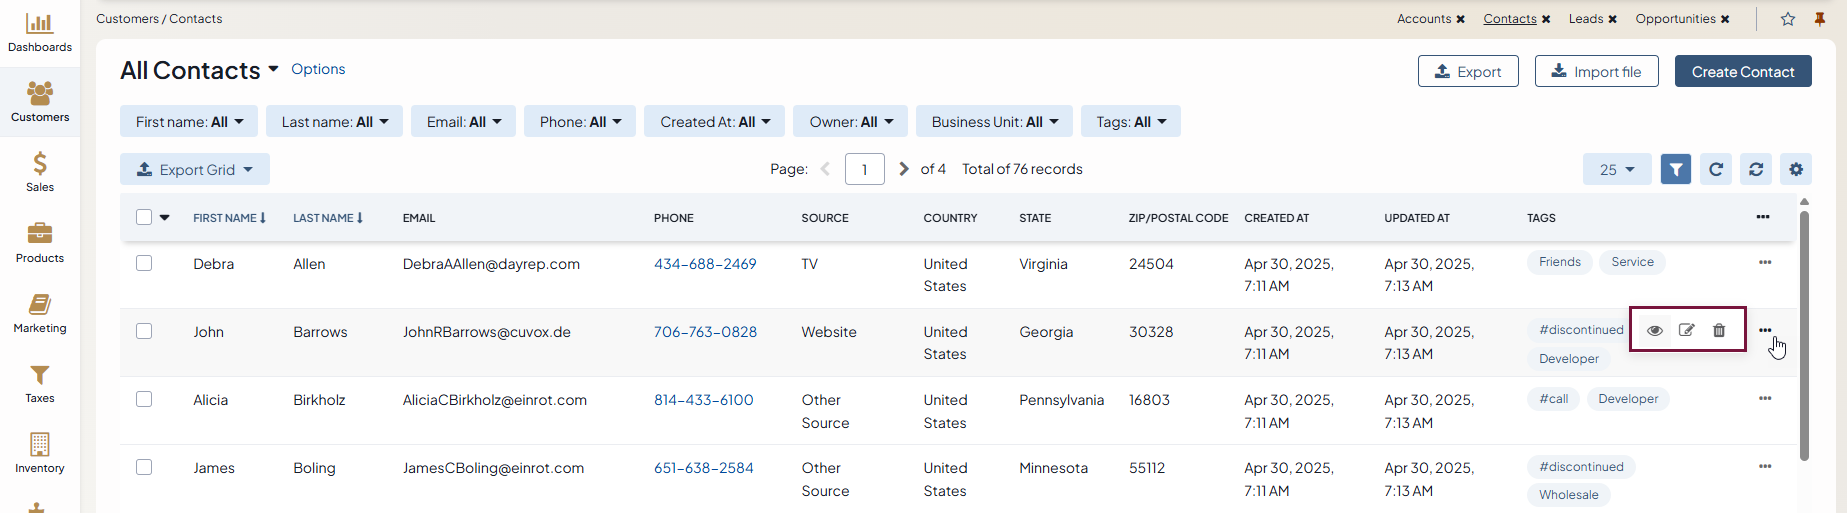 Dashboards
Customers
Sales
Products
Marketing
Taxes
Inventory
Customers / Contacts
Accounts ✖ Contacts ✖ Leads ✖ Opportunities ✖
All Contacts Options
Export Import file Create Contact
First name: All Last name: All Email: All Phone: All Created At: All Owner: All Business Unit: All Tags: All
Export Grid Page: 1 of 4 Total of 76 records 25
FIRST NAME LAST NAME EMAIL PHONE SOURCE COUNTRY STATE ZIP/POSTAL CODE CREATED AT UPDATED AT TAGS
Debra Allen DebraAAllen@dayrep.com 434-688-2469 TV United Virginia 24504 Apr 30, 2025, Apr 30, 2025, Friends Service
States 7:11 AM 7:13 AM
John Barrows JohnRBarrows@cuvox.de 706-763-0828 Website United Georgia 30328 Apr 30, 2025, Apr 30, 2025, #discontinued
States 7:11 AM 7:13 AM Developer
Alicia Birkholz AliciaCBirkholz@einrot.com 814-433-6100 Other United Pennsylvania 16803 Apr 30, 2025, Apr 30, 2025, #call Developer
Source States 7:11 AM 7:13 AM
James Boling JamesCBoling@einrot.com 651-638-2584 Other United Minnesota 55112 Apr 30, 2025, Apr 30, 2025, #discontinued
Source States 7:11 AM 7:13 AM Wholesale